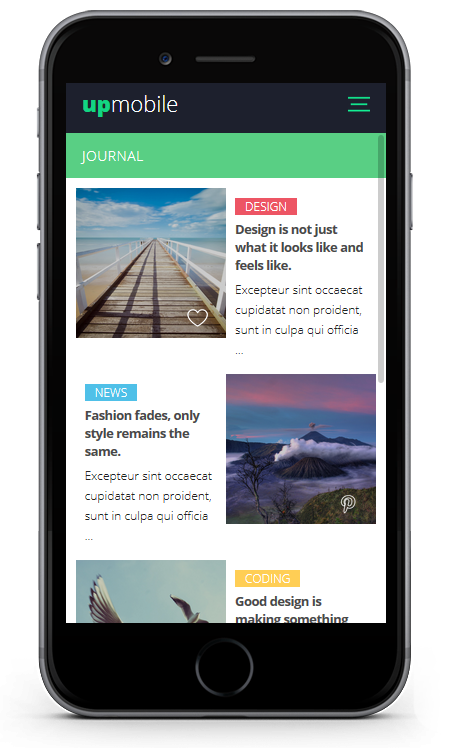 upmobile
JOURNAL
DESIGN
Design is not just
what it looks like and
feels like.
Excepteur sint occaecat
cupidatat non proident,
sunt in culpa qui officia
...
NEWS
Fashion fades, only
style remains the
same.
Excepteur sint occaecat
cupidatat non proident,
sunt in culpa qui officia
...
CODING
Good design is
making something